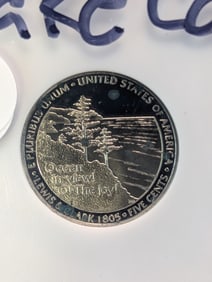 E PLURIBUS UNUM • UNITED STATES OF AMERICA
Ocean
in view!
O! The Joy!
LEWIS & CLARK 1805 • FIVE CENTS